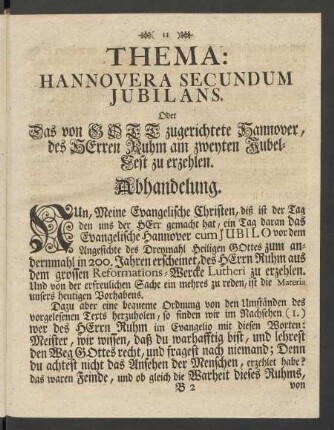 11
THEMA:
HANNOVERA SECUNDUM
JUBILANS.
Oder
Das von GOTT zugerichtete Hannover,
des HErren Ruhm am zweyten Jubel-
Fest zu erzehlen.
Abhandelung.
NUn, Meine Evangelische Christen, diß ist der Tag
den uns der HErr gemacht hat, ein Tag daran das
Evangelische Hannover cum JUBILO vor dem
Angesichte des Dreymahl Heiligen GOttes zum an-
dernmahl in 200. Jahren erscheinet, des HErrn Ruhm aus
dem grossen Reformations-Wercke Lutheri zu erzehlen.
Und von der erfreulichen Sache ein mehres zu reden, ist die Materia
unsers heutigen Vorhabens.
Dazu aber eine bequeme Ordnung von den Umständen des
vorgelesenen Texts herzuholen, so finden wir im Nachsehen (1.)
wer des HErrn Ruhm im Evangelio mit diesen Worten:
Meister, wir wissen, daß du warhafftig bist, und lehrest
den Weg GOttes recht, und fragest nach niemand; Denn
du achtest nicht das Ansehen der Menschen, erzehlet habe?
das waren Feinde, und ob gleich die Warheit dieses Ruhms,
B 2
von